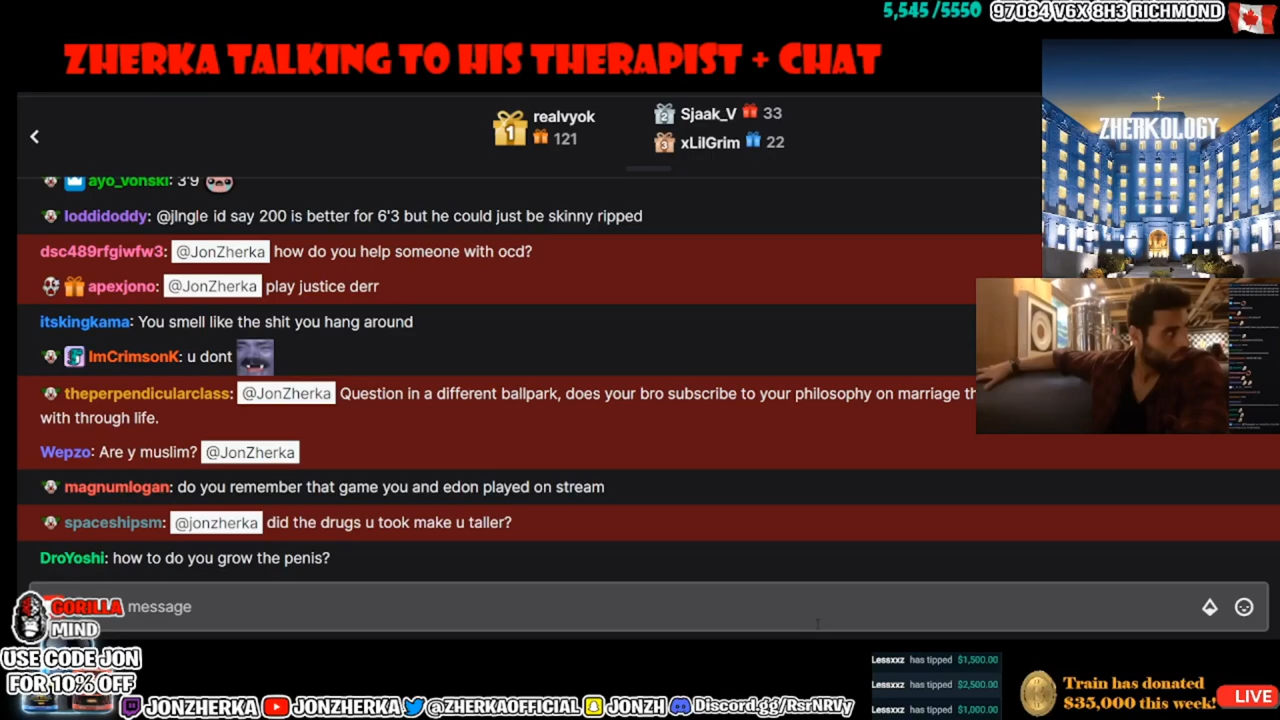 5,545 /5550
97084 V6X 8H3 RICHMOND
ZHERKA TALKING TO HIS THERAPIST + CHAT
1 realvyok
121
2 Sjaak_V 33
3 xLilGrim 22
ZHERKOLOGY
ayo_vonski: 3'9
loddidoddy: @jlngle id say 200 is better for 6'3 but he could just be skinny ripped
dsc489rfgiwfw3: @JonZherka how do you help someone with ocd?
apexjono: @JonZherka play justice derr
itskingkama: You smell like the shit you hang around
ImCrimsonK: u dont
theperpendicularclass: @JonZherka Question in a different ballpark, does your bro subscribe to your philosophy on marriage th
with through life.
Wepzo: Are y muslim? @JonZherka
magnumlogan: do you remember that game you and edon played on stream
spaceshipsm: @jonzherka did the drugs u took make u taller?
DroYoshi: how to do you grow the penis?
message
GORILLA
MIND
USE CODE JON
FOR 10% OFF
Lessxxz has tipped $1,500.00
Lessxxz has tipped $2,500.00
Lessxxz has tipped $1,000.00
Train has donated
$35,000 this week!
LIVE
JONZHERKA JONZHERKA @ZHERKAOFFICIAL JONZH Discord.gg/RsrNRVy